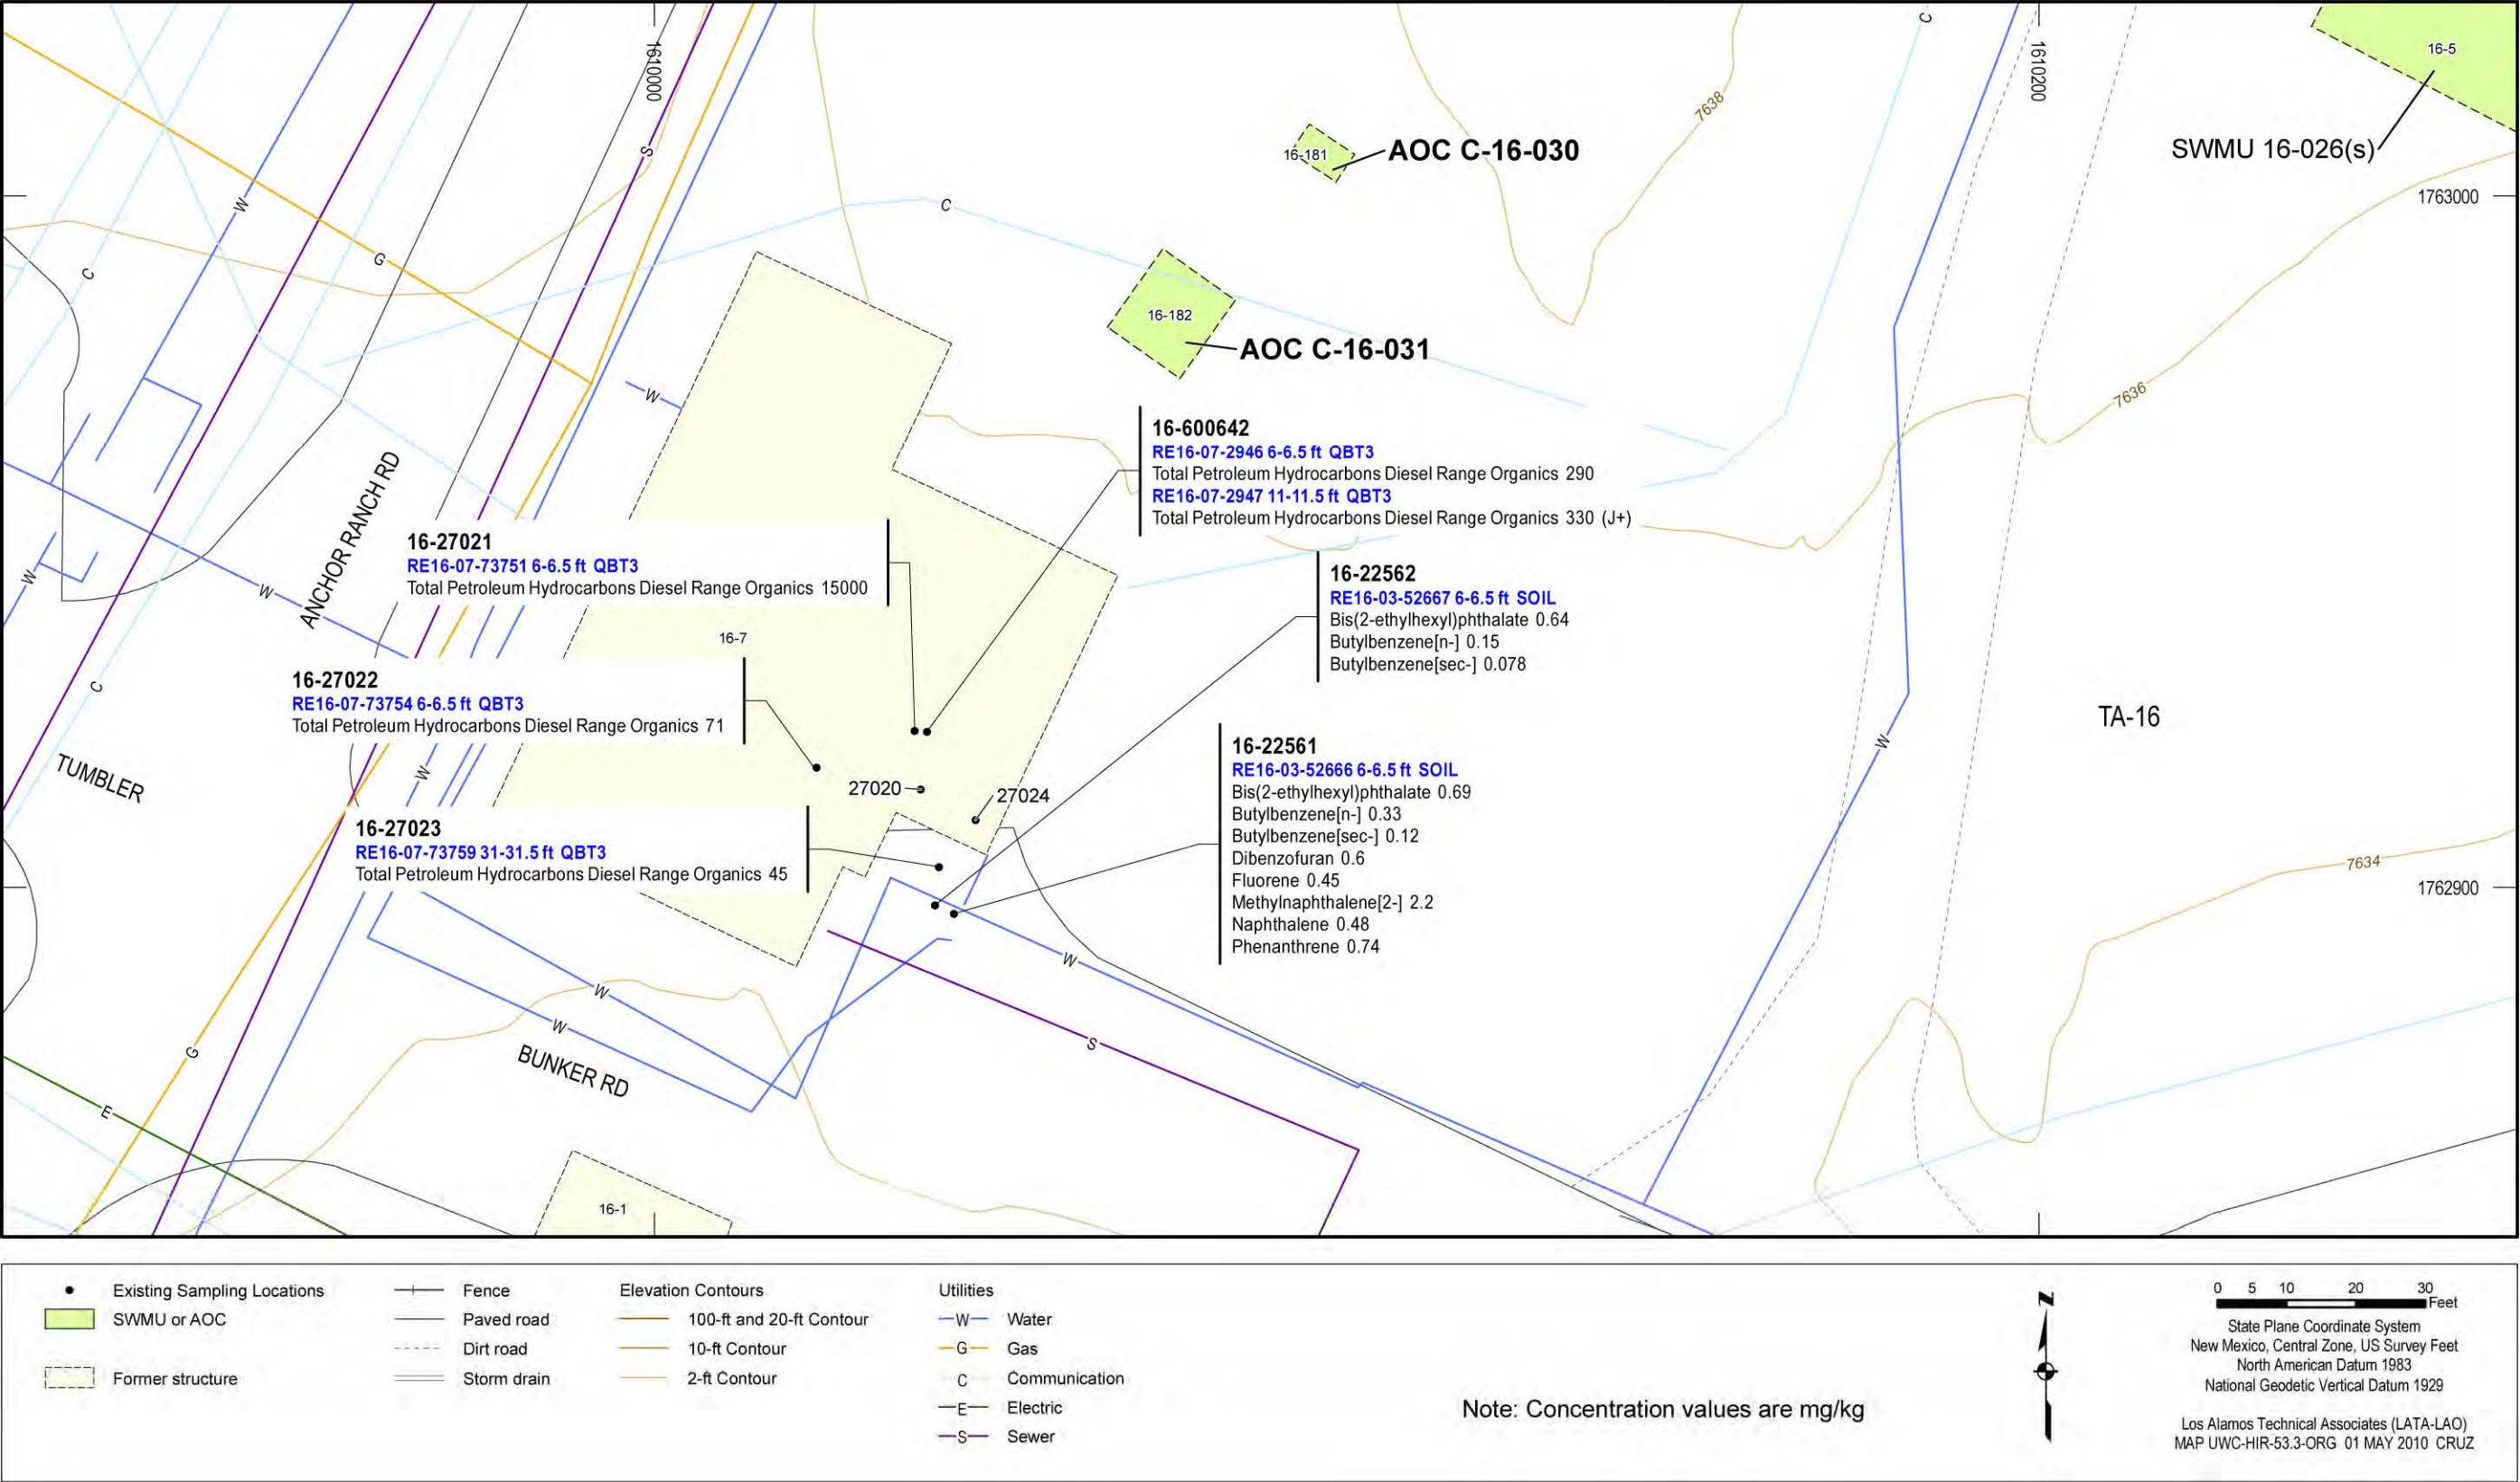 1610000
1610200
C
16-5
S
7638
16-181
AOC C-16-030
SWMU 16-026(s)
1763000
W
C
G
C
16-182
AOC C-16-031
W
7636
16-600642
RE16-07-2946 6-6.5 ft QBT3
Total Petroleum Hydrocarbons Diesel Range Organics 290
RE16-07-2947 11-11.5 ft QBT3
Total Petroleum Hydrocarbons Diesel Range Organics 330 (J+)
ANCHOR RANCH RD
16-27021
RE16-07-73751 6-6.5 ft QBT3
Total Petroleum Hydrocarbons Diesel Range Organics 15000
W
W
16-22562
RE16-03-52667 6-6.5 ft SOIL
Bis(2-ethylhexyl)phthalate 0.64
Butylbenzene[n-] 0.15
Butylbenzene[sec-] 0.078
16-7
16-27022
RE16-07-73754 6-6.5 ft QBT3
Total Petroleum Hydrocarbons Diesel Range Organics 71
C
TA-16
W
16-22561
RE16-03-52666 6-6.5 ft SOIL
Bis(2-ethylhexyl)phthalate 0.69
Butylbenzene[n-] 0.33
Butylbenzene[sec-] 0.12
Dibenzofuran 0.6
Fluorene 0.45
Methylnaphthalene[2-] 2.2
Naphthalene 0.48
Phenanthrene 0.74
TUMBLER
W
27020
27024
16-27023
RE16-07-73759 31-31.5 ft QBT3
Total Petroleum Hydrocarbons Diesel Range Organics 45
7634
1762900
W
W
W
S
G
BUNKER RD
E
16-1
Existing Sampling Locations
SWMU or AOC
Former structure
Fence
Paved road
Dirt road
Storm drain
Elevation Contours
100-ft and 20-ft Contour
10-ft Contour
2-ft Contour
Utilities
W Water
G Gas
C Communication
E Electric
S Sewer
Note: Concentration values are mg/kg
N
0 5 10 20 30
Feet
State Plane Coordinate System
New Mexico, Central Zone, US Survey Feet
North American Datum 1983
National Geodetic Vertical Datum 1929
Los Alamos Technical Associates (LATA-LAO)
MAP UWC-HIR-53.3-ORG 01 MAY 2010 CRUZ